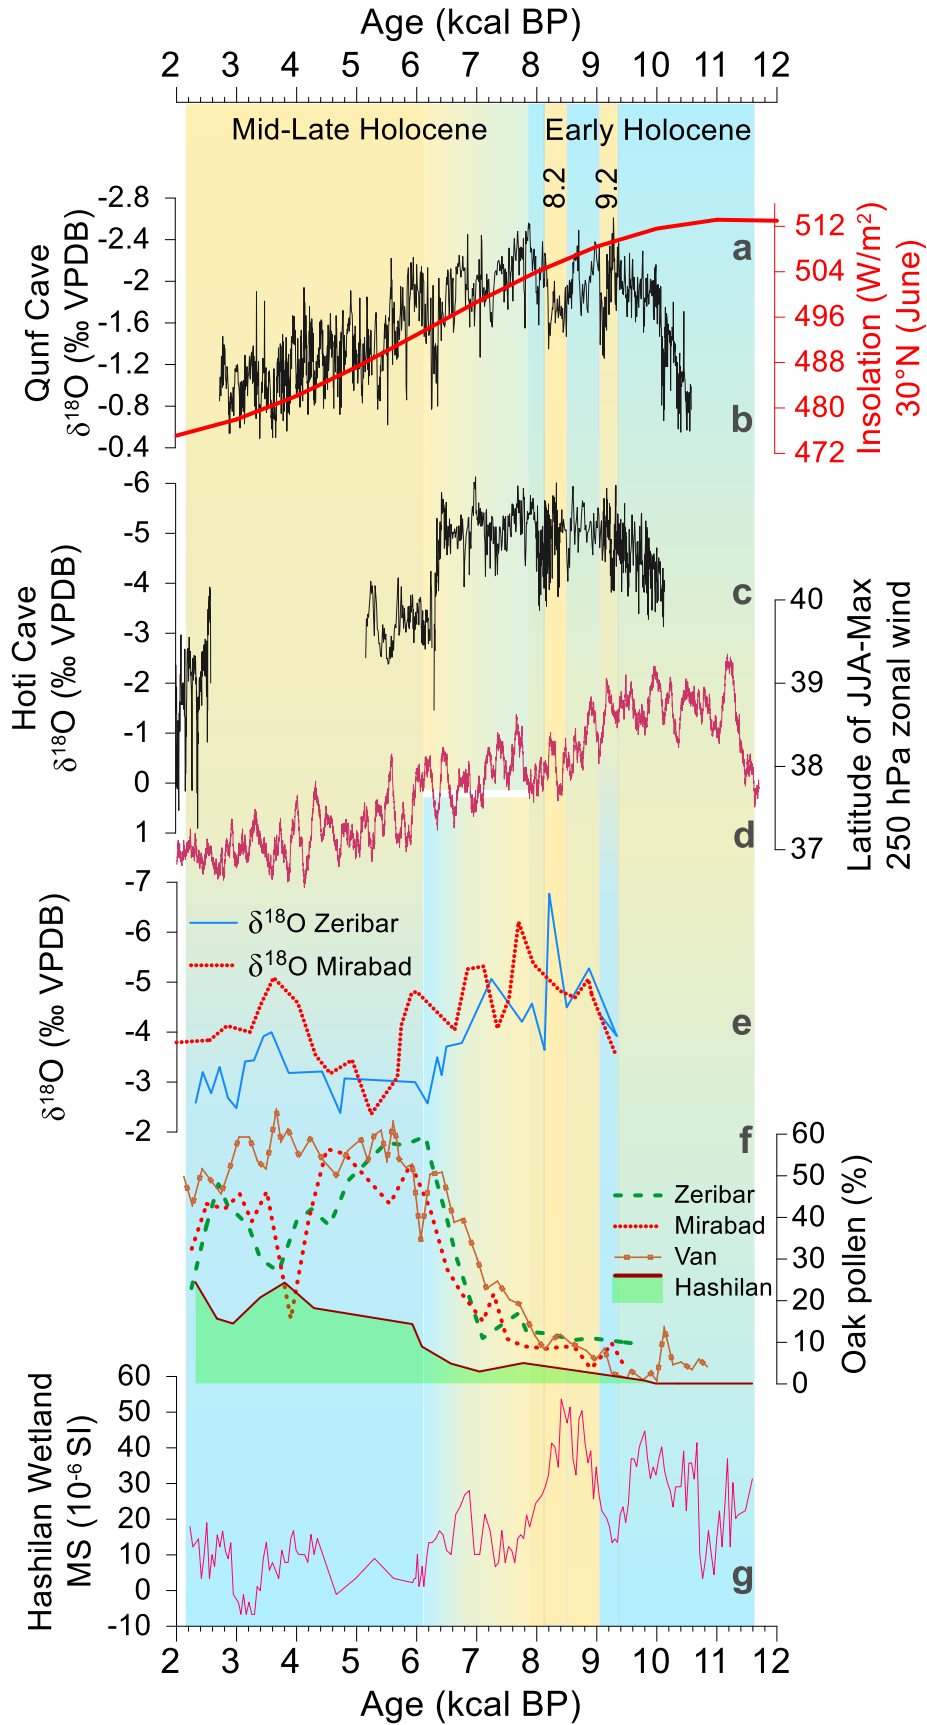 Age (kcal BP)
2 3 4 5 6 7 8 9 10 11 12
Mid-Late Holocene
Early Holocene
8.2
9.2
-2.8
-2.4
-2
-1.6
-1.2
-0.8
-0.4
Qunf Cave
δ18O (‰ VPDB)
a
b
512
504
496
488
480
472
Insolation (W/m2)
30°N (June)
-6
-5
-4
-3
-2
-1
0
1
Hoti Cave
δ18O (‰ VPDB)
c
d
40
39
38
37
Latitude of JJA-Max
250 hPa zonal wind
-7
-6
-5
-4
-3
-2
δ18O (‰ VPDB)
δ18O Zeribar
δ18O Mirabad
e
f
60
50
40
30
20
10
0
Oak pollen (%)
Zeribar
Mirabad
Van
Hashilan
60
50
40
30
20
10
0
-10
Hashilan Wetland
MS (10-6 SI)
g
2 3 4 5 6 7 8 9 10 11 12
Age (kcal BP)